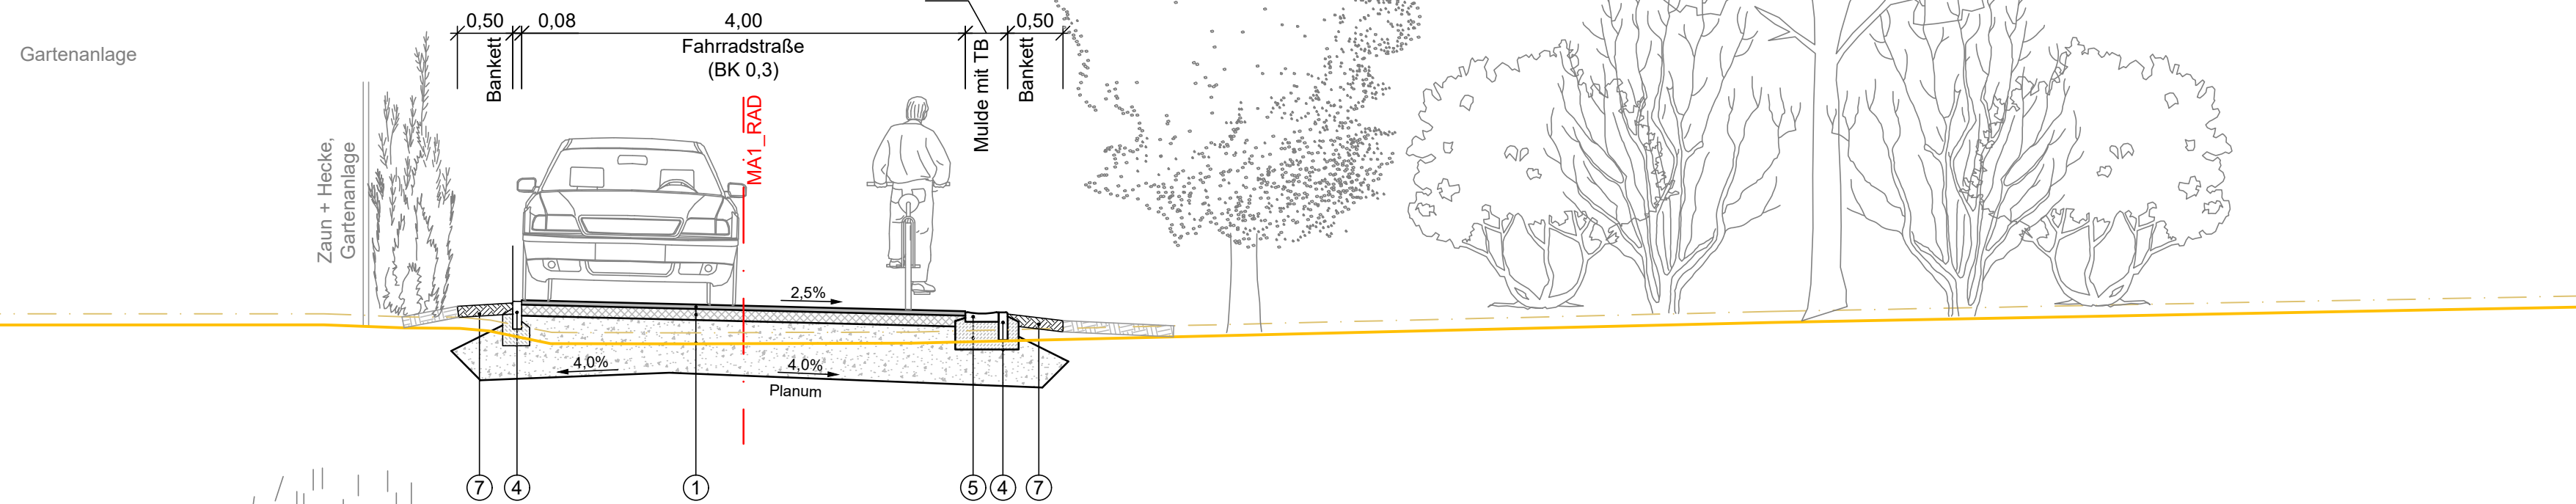 0,50
0,08
4,00
0,50
Gartenanlage
Bankett
Fahrradstraße
(BK 0,3)
Mulde mit TB
Bankett
MA1_RAD
Zaun + Hecke,
Gartenanlage
2,5%
4,0%
4,0%
Planum
7
4
1
5
4
7